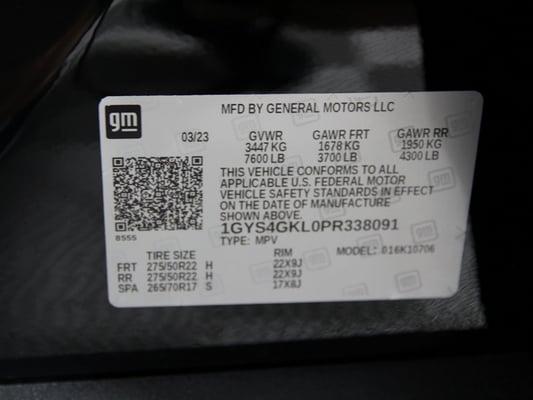 MFD BY GENERAL MOTORS LLC
gm
03/23 GVWR GAWR FRT GAWR RR
3447 KG 1678 KG 1950 KG
7600 LB 3700 LB 4300 LB
THIS VEHICLE CONFORMS TO ALL
APPLICABLE U.S. FEDERAL MOTOR
VEHICLE SAFETY STANDARDS IN EFFECT
ON THE DATE OF MANUFACTURE
SHOWN ABOVE.
1GYS4GKL0PR338091
8555
TYPE: MPV MODEL: 016K10706
TIRE SIZE RIM
FRT 275/50R22 H 22X9J
RR 275/50R22 H 22X9J
SPA 265/70R17 S 17X8J